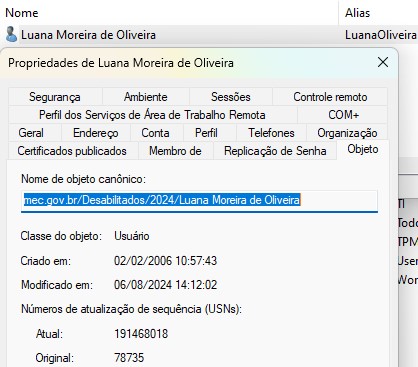 Nome Alias
Luana Moreira de Oliveira LuanaOliveira
Propriedades de Luana Moreira de Oliveira
Segurança Ambiente Sessões Controle remoto
Perfil dos Serviços de Área de Trabalho Remota COM+
Geral Endereço Conta Perfil Telefones Organização
Certificados publicados Membro de Replicação de Senha Objeto
Nome de objeto canônico:
mec.gov.br/Desabilitados/2024/Luana Moreira de Oliveira
Classe do objeto: Usuário
Criado em: 02/02/2006 10:57:43
Modificado em: 06/08/2024 14:12:02
Números de atualização de sequência (USNs):
Atual: 191468018
Original: 78735
TI
Todo
TPM
User
Wor